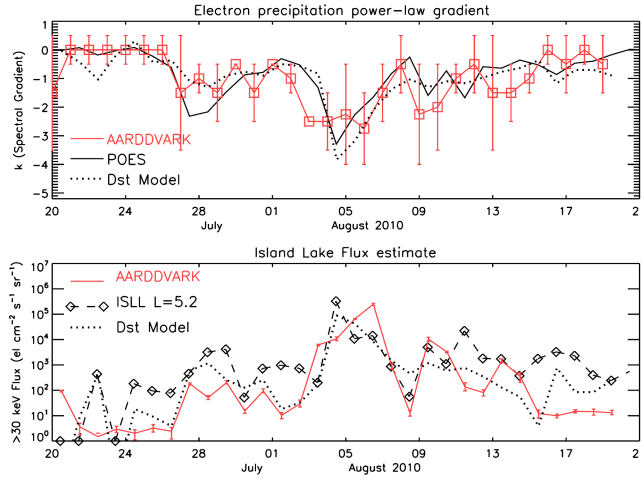 Electron precipitation power-law gradient
k (Spectral Gradient)
0
-1
-2
-3
-4
-5
AARDDVARK
POES
Dst Model
20 24 28 01 05 09 13 17 2
July August 2010
Island Lake Flux estimate
>30 keV Flux (el cm⁻² s⁻¹ sr⁻¹)
10⁷
10⁶
10⁵
10⁴
10³
10²
10¹
10⁰
AARDDVARK
ISLL L=5.2
Dst Model
20 24 28 01 05 09 13 17 2
July August 2010